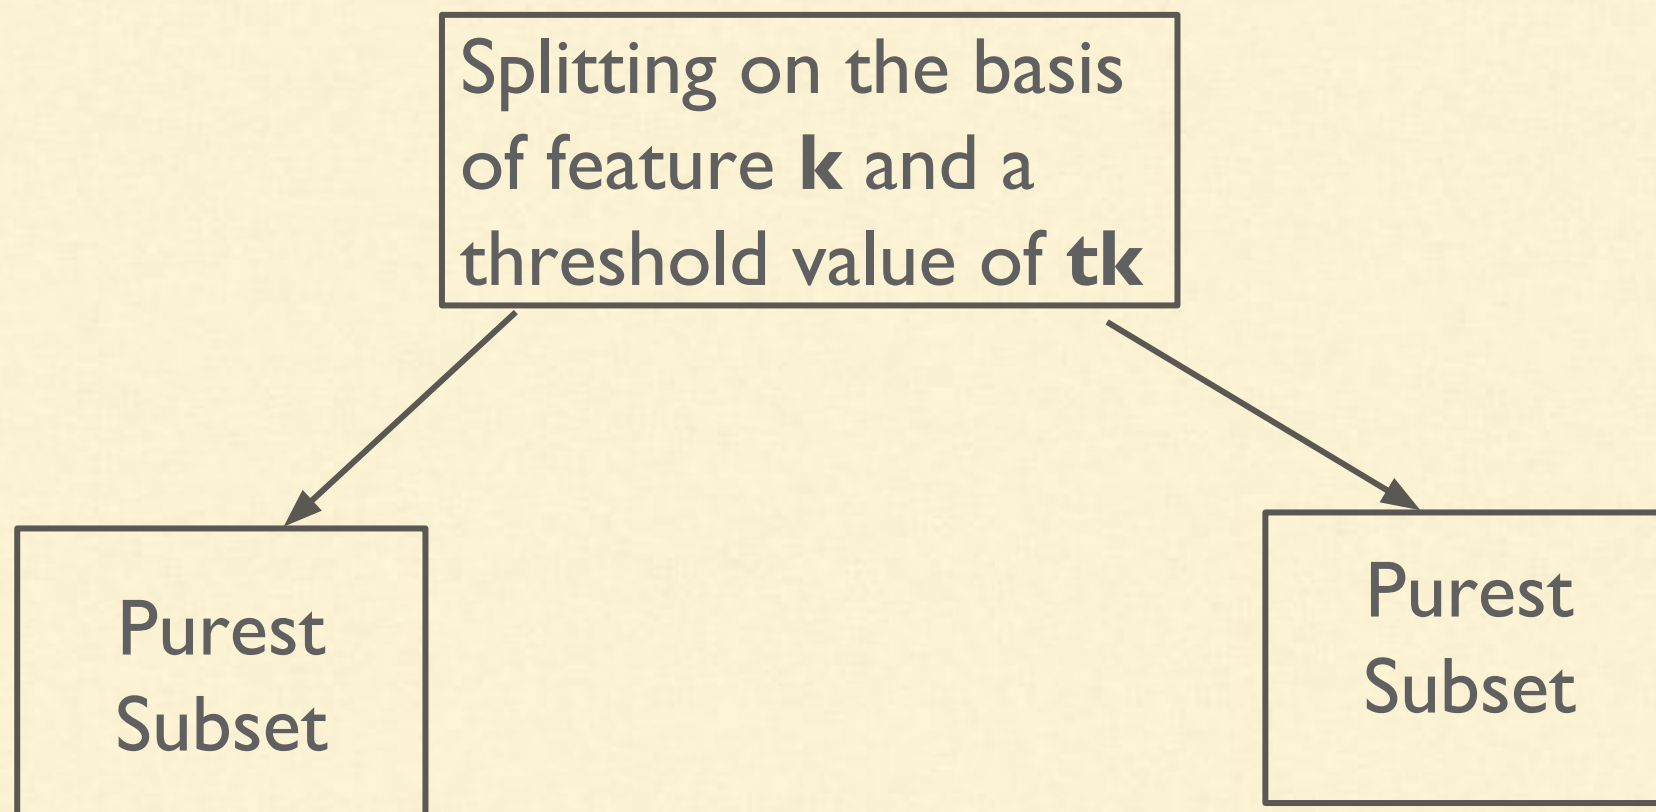 Splitting on the basis
of feature k and a
threshold value of tk
Purest
Subset
Purest
Subset